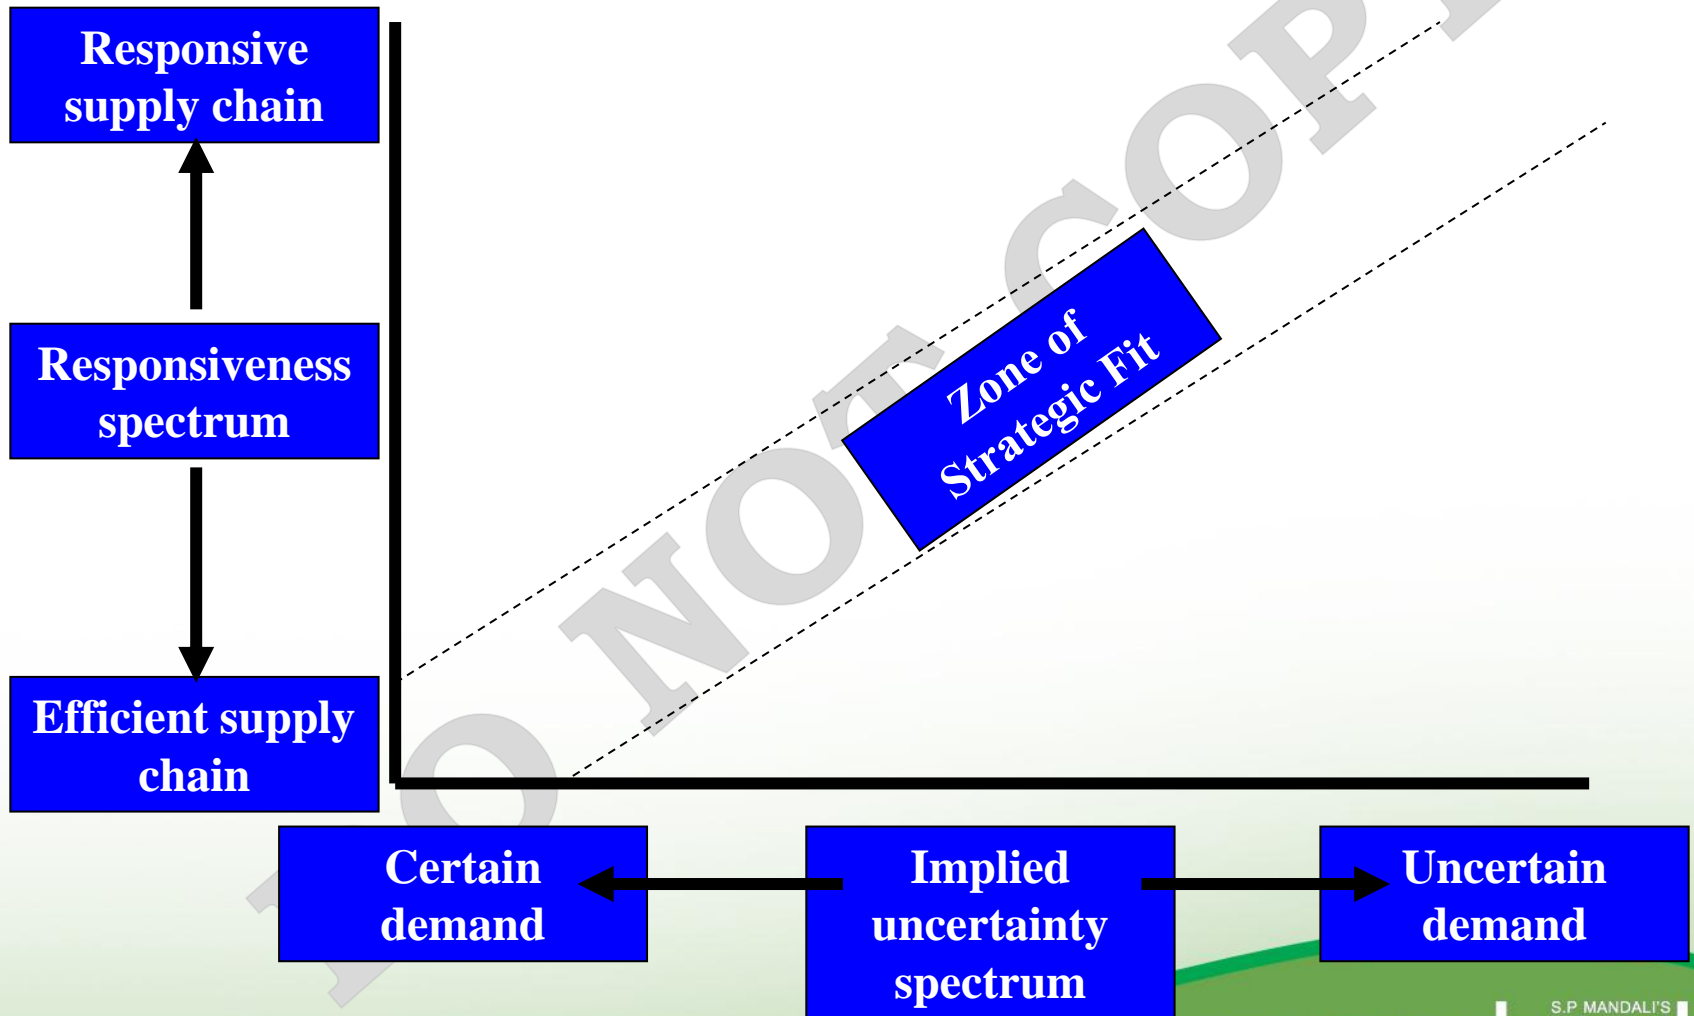 Responsive
supply chain
Responsiveness
spectrum
Efficient supply
chain
Zone of
Strategic Fit
Certain
demand
Implied
uncertainty
spectrum
Uncertain
demand
DO NOT COPY
S.P MANDALI'S